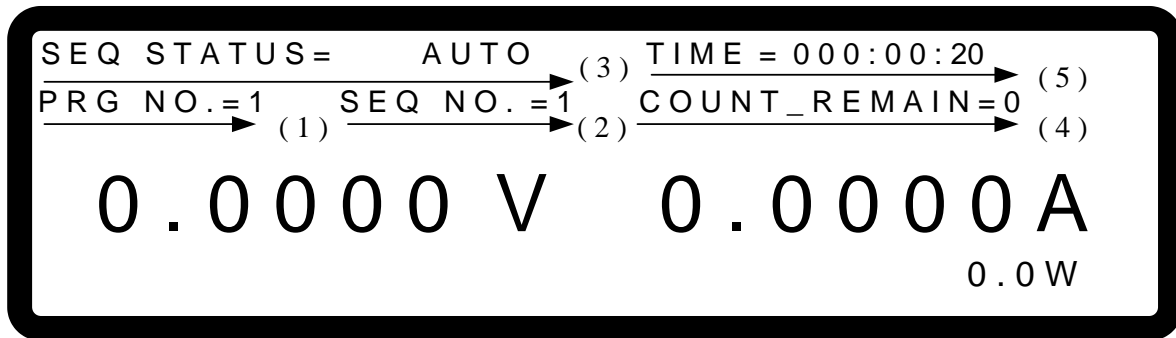 SEQ STATUS= AUTO (3) TIME = 000:00:20 (5)
PRG NO.=1 (1) SEQ NO. =1 (2) COUNT_REMAIN=0 (4)
0.0000 V 0.0000A
0.0W